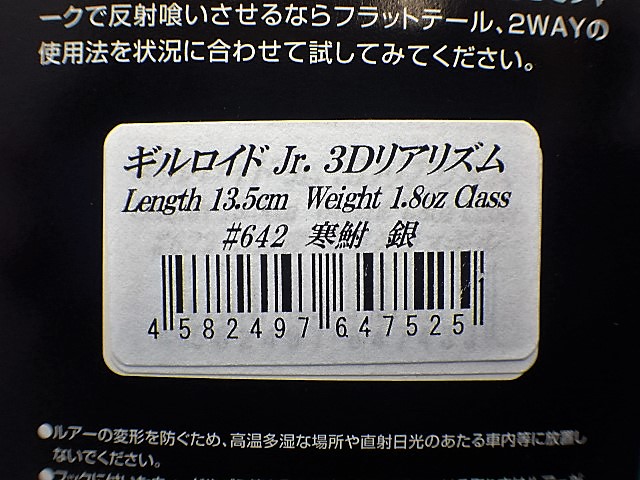 ークで反射喰いさせるならフラットテール、2WAYの
使用法を状況に合わせて試してみてください。
ギルロイド Jr. 3Dリアリズム
Length 13.5cm Weight 1.8oz Class
#642 寒鮒 銀
4 582497 647525 1
●ルアーの変形を防ぐため、高温多湿な場所や直射日光のあたる車内等に放置し
ないでください。